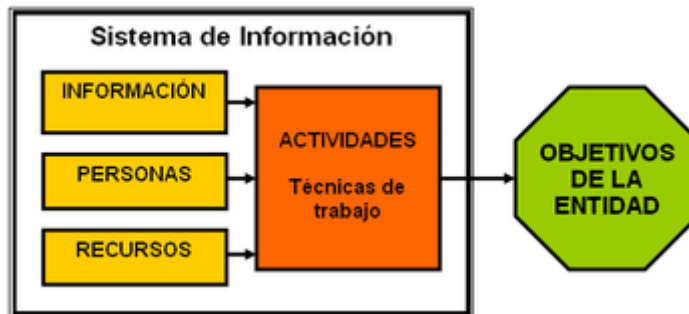 Sistema de Información
INFORMACIÓN
PERSONAS
RECURSOS
ACTIVIDADES
Técnicas de
trabajo
OBJETIVOS
DE LA
ENTIDAD